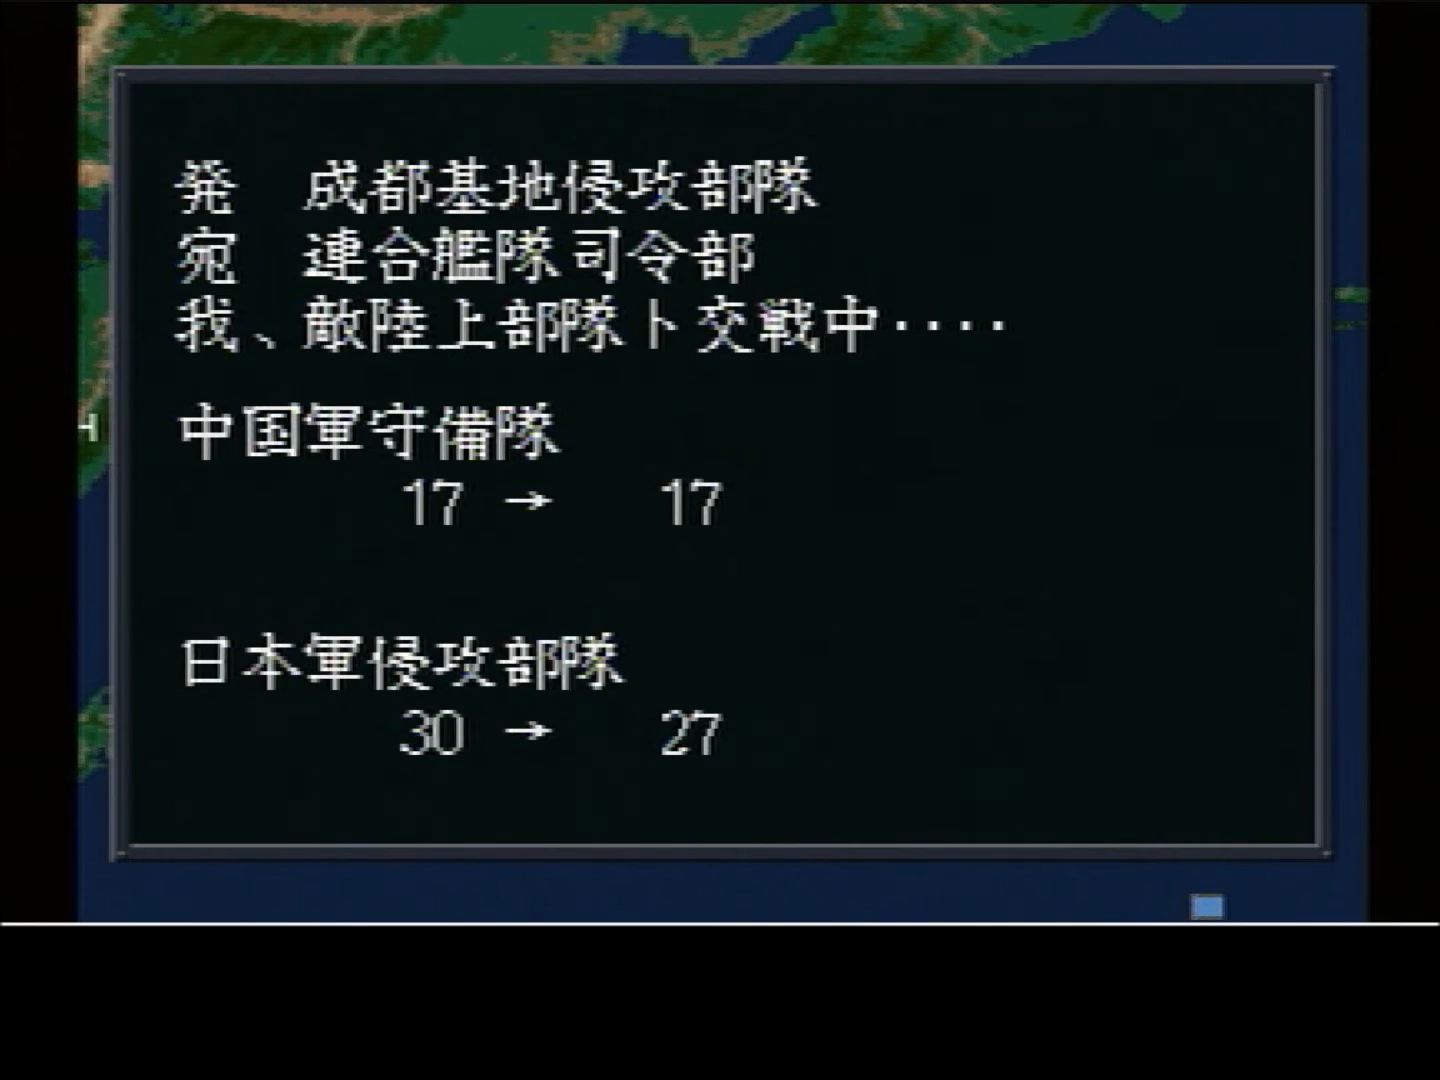 発　成都基地侵攻部隊
宛　連合艦隊司令部
我、敵陸上部隊ト交戦中････
中国軍守備隊
17 → 17
日本軍侵攻部隊
30 → 27